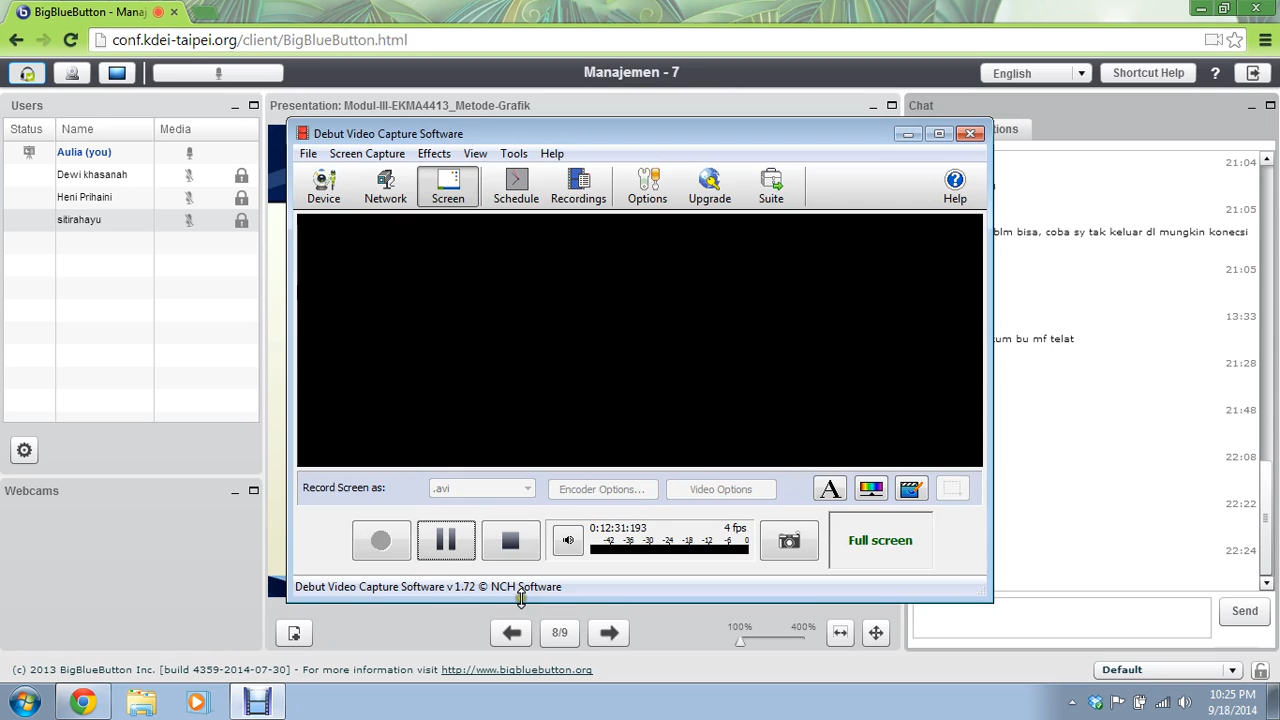 BigBlueButton - Manaj
conf.kdei-taipei.org/client/BigBlueButton.html
Manajemen - 7
English
Shortcut Help
?
Users
Presentation: Modul-III-EKMA4413_Metode-Grafik
Chat
Status
Name
Media
Aulia (you)
Dewi khasanah
Heni Prihaini
sitirahayu
Debut Video Capture Software
File
Screen Capture
Effects
View
Tools
Help
Device
Network
Screen
Schedule
Recordings
Options
Upgrade
Suite
Help
21:04
21:05
blm bisa, coba sy tak keluar dl mungkin konecsi
21:05
13:33
um bu mf telat
21:28
21:48
22:08
22:22
22:24
Webcams
Record Screen as:
.avi
Encoder Options...
Video Options
A
0:12:31:193
4 fps
-42 -36 -30 -24 -18 -12 -6 0
Full screen
Debut Video Capture Software v 1.72 © NCH Software
8/9
100%
400%
Send
(c) 2013 BigBlueButton Inc. [build 4359-2014-07-30] - For more information visit http://www.bigbluebutton.org
Default
10:25 PM
9/18/2014